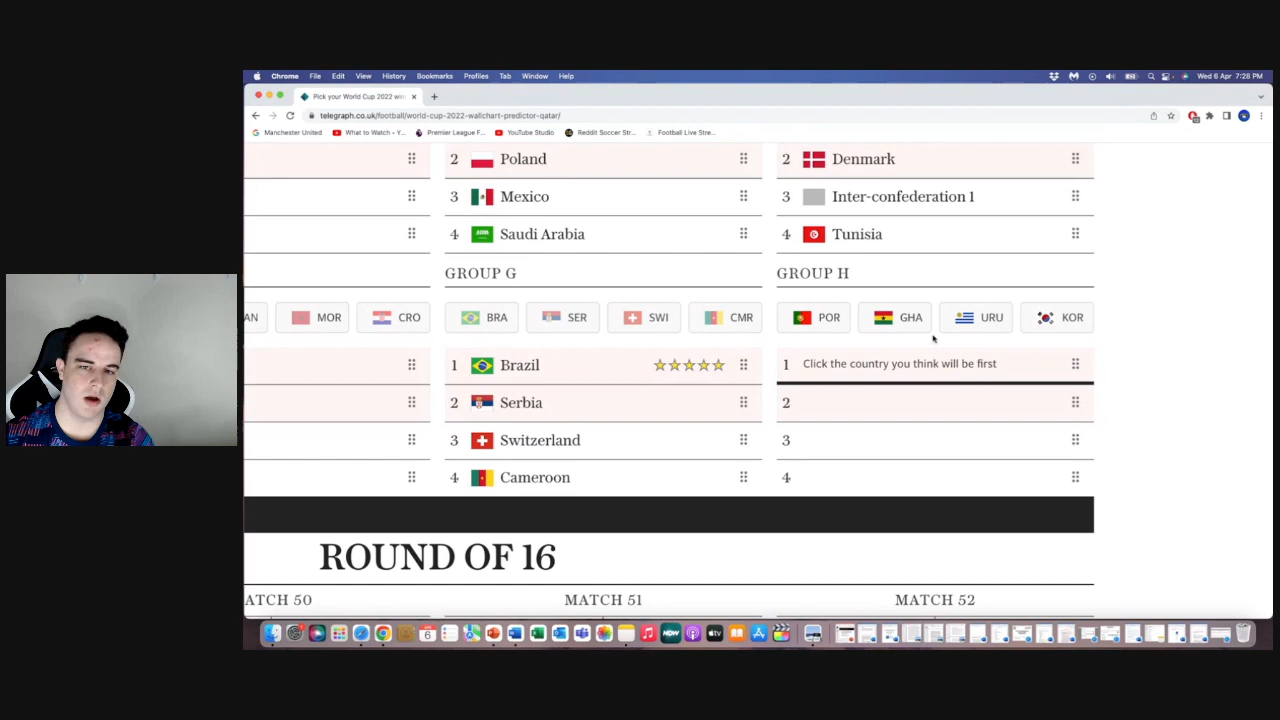 Chrome File Edit View History Bookmarks Profiles Tab Window Help
Wed 6 Apr 7:28 PM
Pick your World Cup 2022 win
telegraph.co.uk/football/world-cup-2022-wallchart-predictor-qatar/
Manchester United What to Watch – Y... Premier League F... YouTube Studio Reddit Soccer Str... Football Live Stre...
2 Poland
3 Mexico
4 Saudi Arabia
2 Denmark
3 Inter-confederation 1
4 Tunisia
AN MOR CRO
GROUP G
BRA SER SWI CMR
1 Brazil
2 Serbia
3 Switzerland
4 Cameroon
GROUP H
POR GHA URU KOR
1 Click the country you think will be first
2
3
4
ROUND OF 16
ATCH 50 MATCH 51 MATCH 52